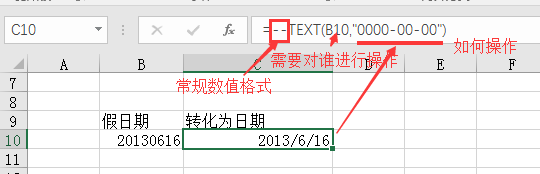 C10 fx =--TEXT(B10,"0000-00-00")
如何操作
需要对谁进行操作
常规数值格式
A B C D E F
7
8
9 假日期 转化为日期
10 20130616 2013/6/16
11